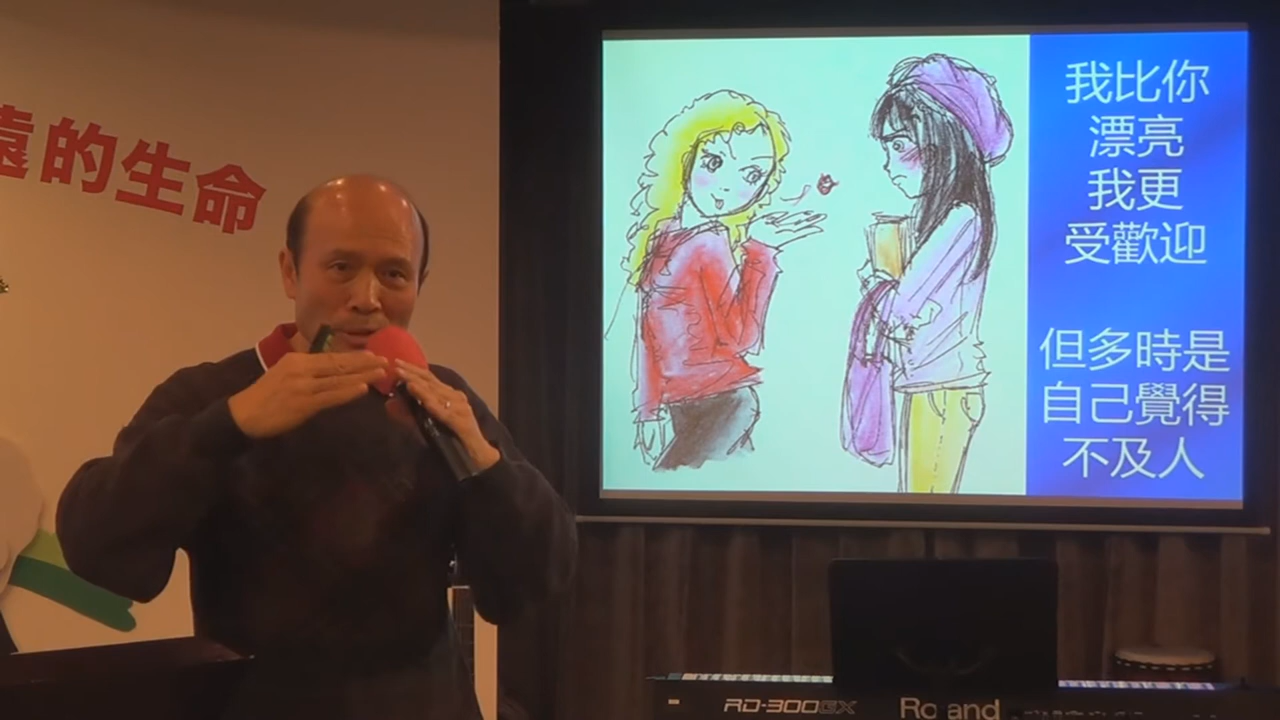 遠的生命
我比你
漂亮
我更
受歡迎
但多時是
自己覺得
不及人
RD-300GX
Roland